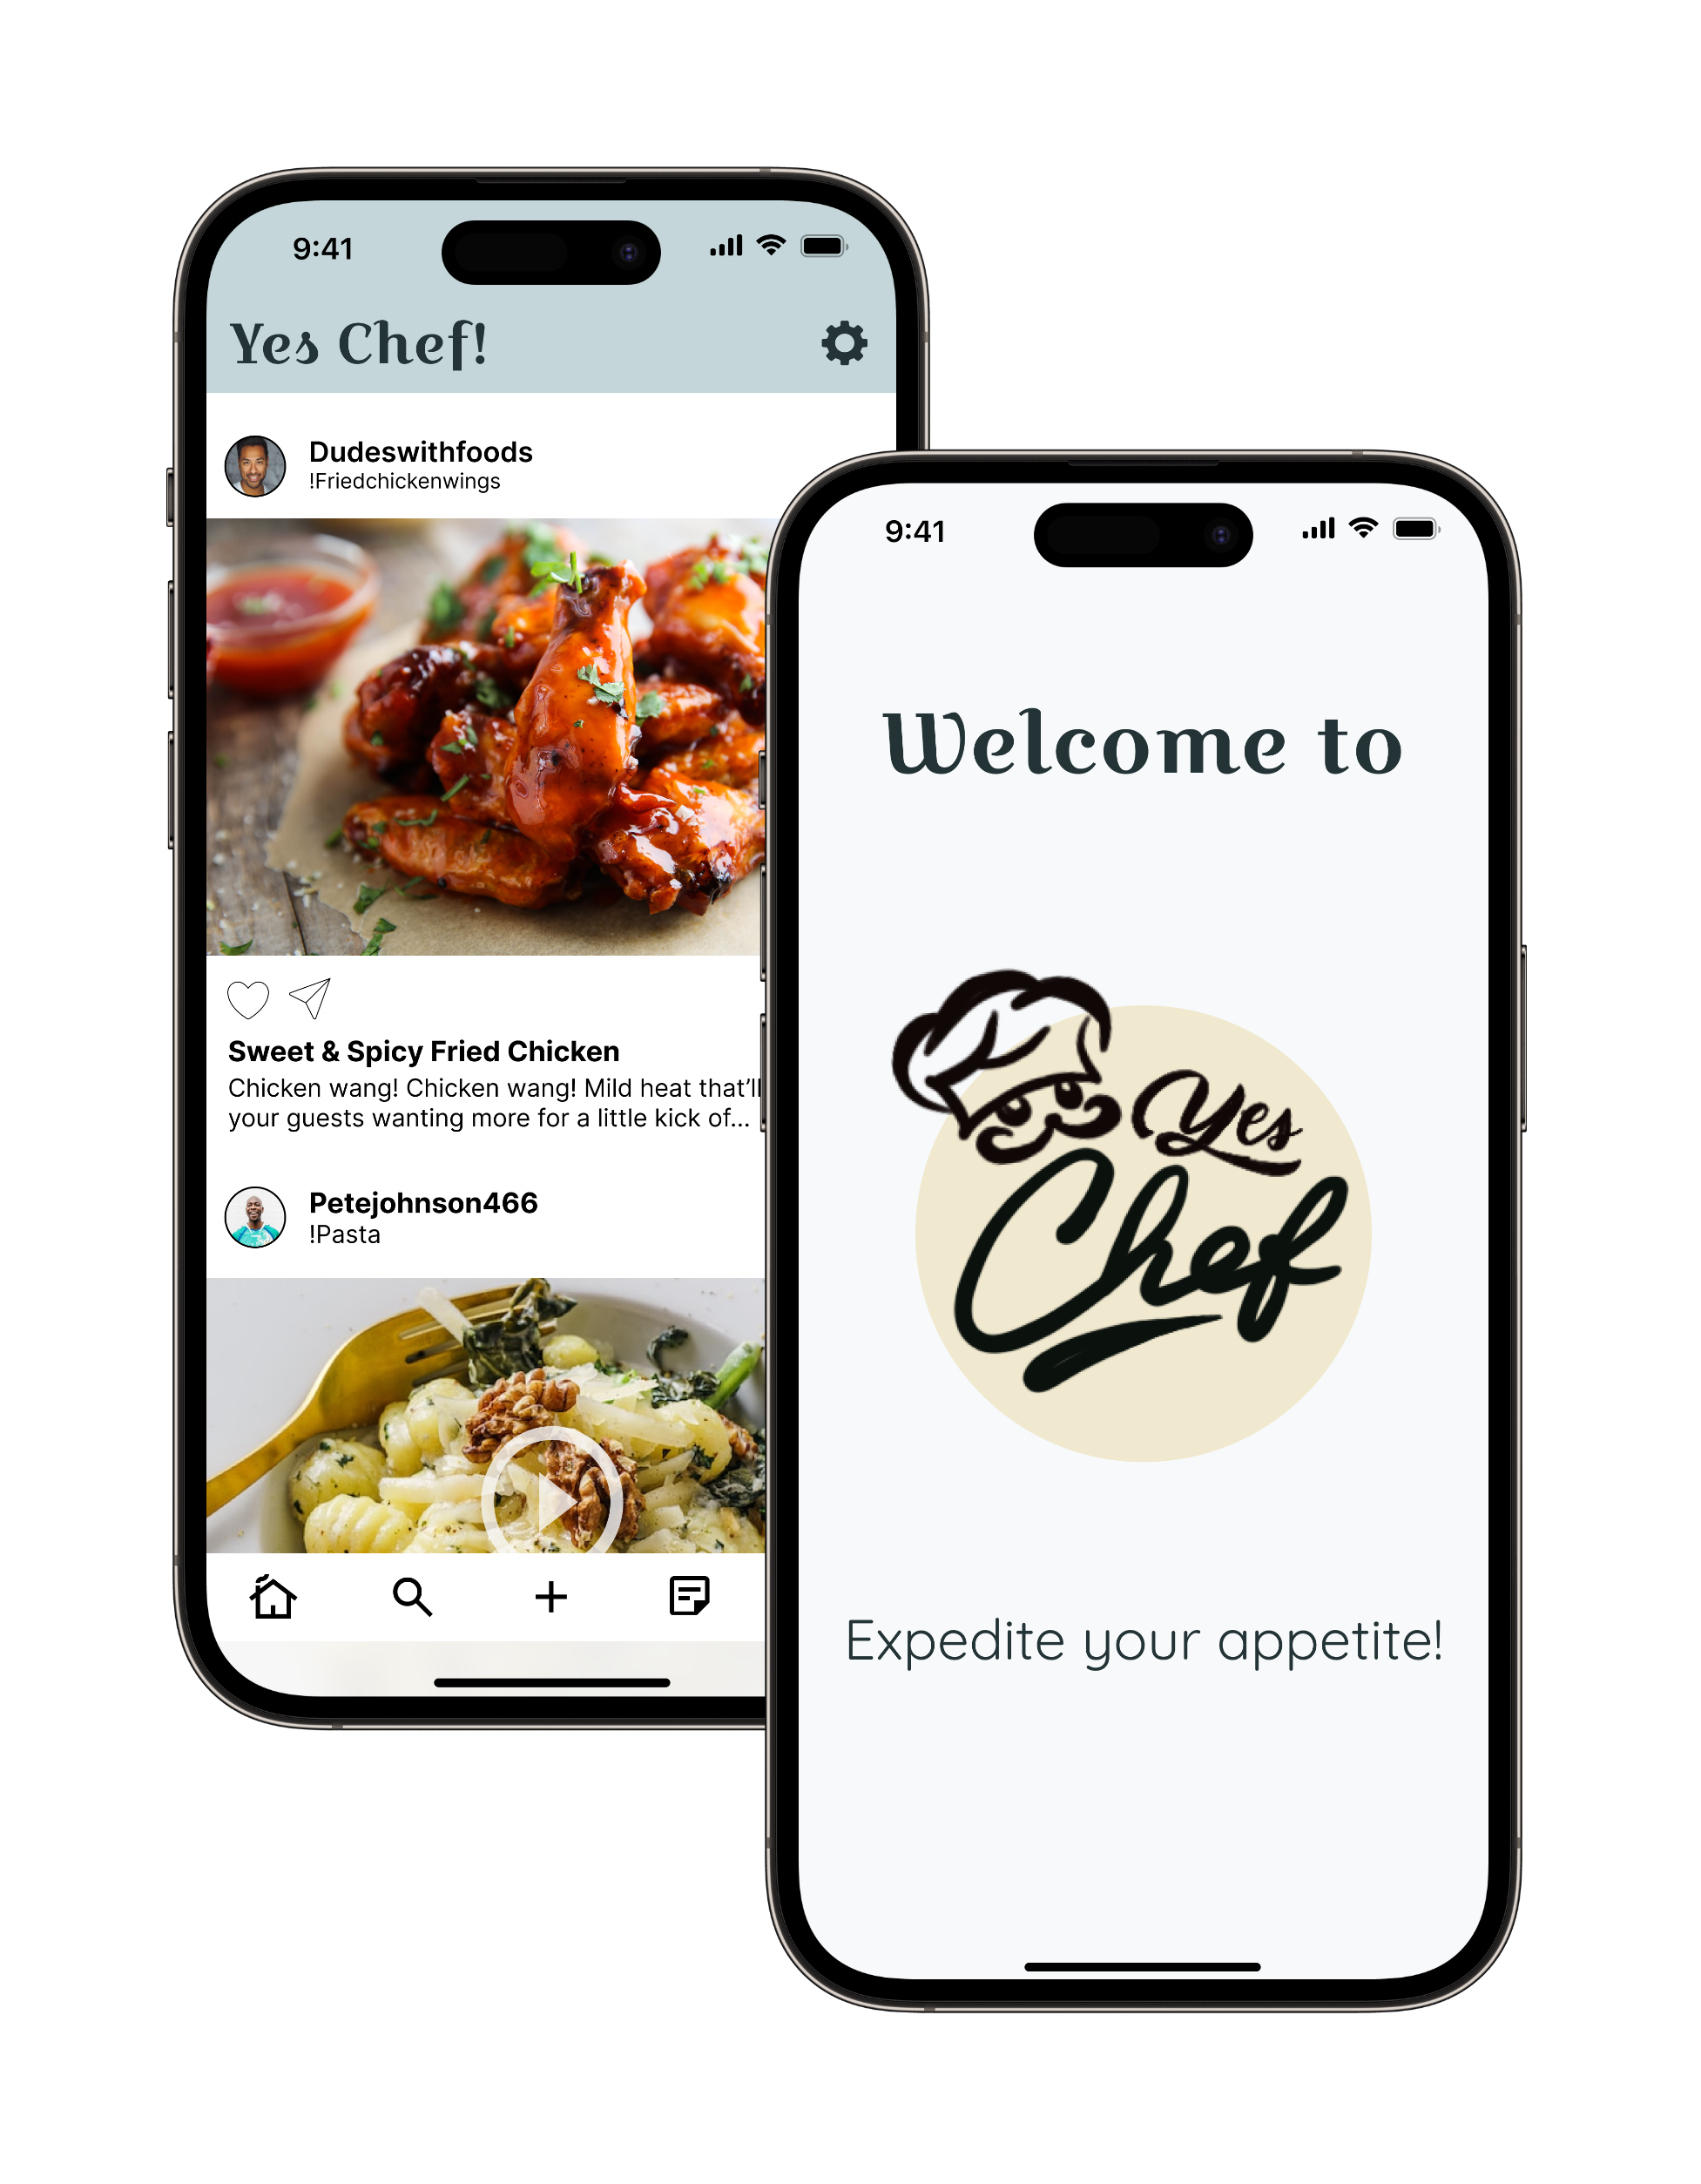 9:41
Yes Chef!
Dudeswithfoods
!Friedchickenwings
Sweet & Spicy Fried Chicken
Chicken wang! Chicken wang! Mild heat that'll
your guests wanting more for a little kick of...
Petejohnson466
!Pasta
9:41
Welcome to
Yes
Chef
Expedite your appetite!